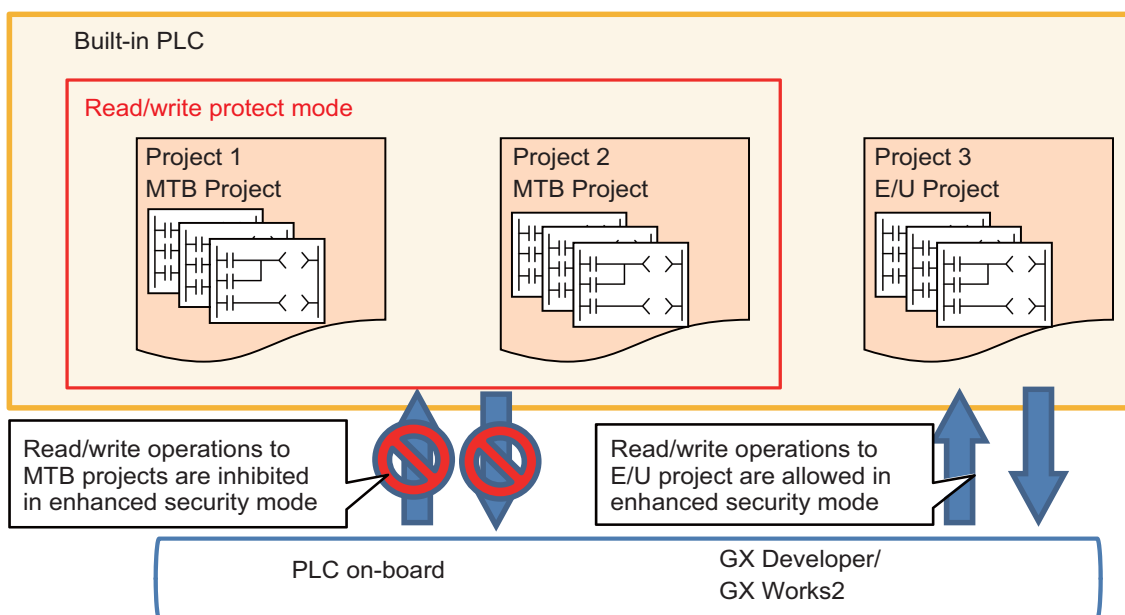 Built-in PLC
Read/write protect mode
Project 1
MTB Project
Project 2
MTB Project
Project 3
E/U Project
Read/write operations to
MTB projects are inhibited
in enhanced security mode
Read/write operations to
E/U project are allowed in
enhanced security mode
PLC on-board
GX Developer/
GX Works2